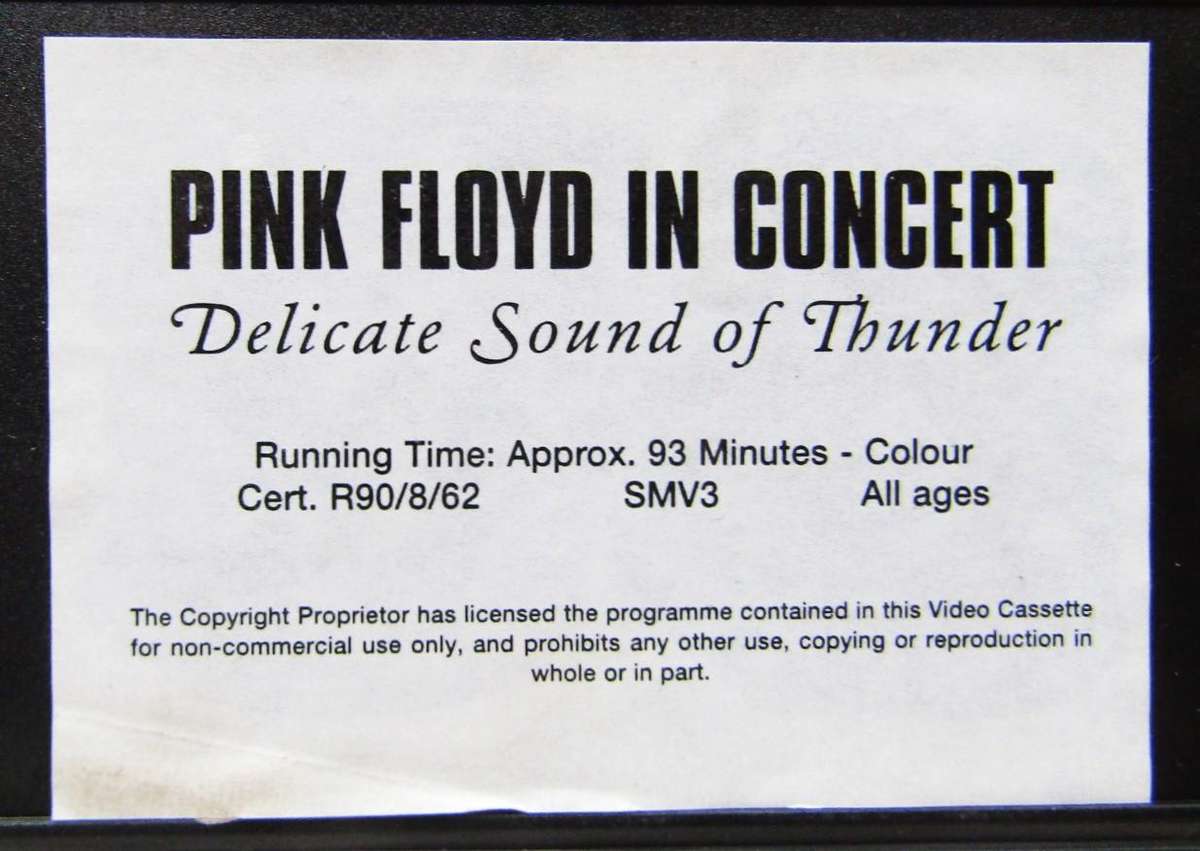 PINK FLOYD IN CONCERT
Delicate Sound of Thunder
Running Time: Approx. 93 Minutes - Colour
Cert. R90/8/62 SMV3 All ages
The Copyright Proprietor has licensed the programme contained in this Video Cassette
for non-commercial use only, and prohibits any other use, copying or reproduction in
whole or in part.